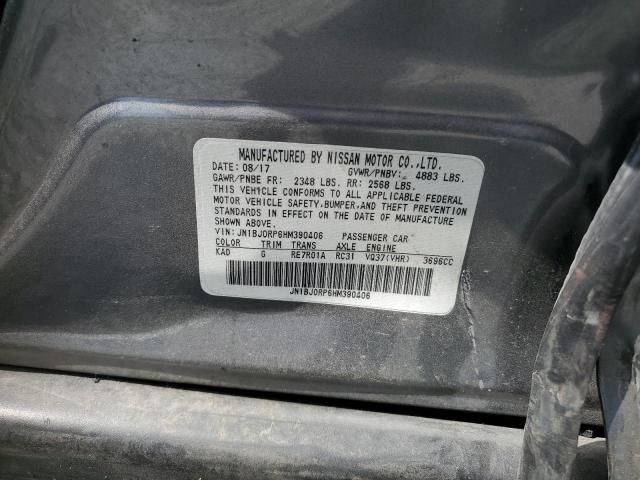 MANUFACTURED BY NISSAN MOTOR CO.,LTD.
DATE: 08/17 GVWR/PNBV: 4883 LBS.
GAWR/PNBE FR: 2348 LBS. RR: 2568 LBS.
THIS VEHICLE CONFORMS TO ALL APPLICABLE FEDERAL
MOTOR VEHICLE SAFETY,BUMPER,AND THEFT PREVENTION
STANDARDS IN EFFECT ON THE DATE OF MANUFACTURE
SHOWN ABOVE.
VIN: JN1BJ0RP6HM390406 PASSENGER CAR
COLOR TRIM TRANS AXLE ENGINE
KAD G RE7R01A RC31 VQ37(VHR) 3696CC
JN1BJ0RP6HM390406